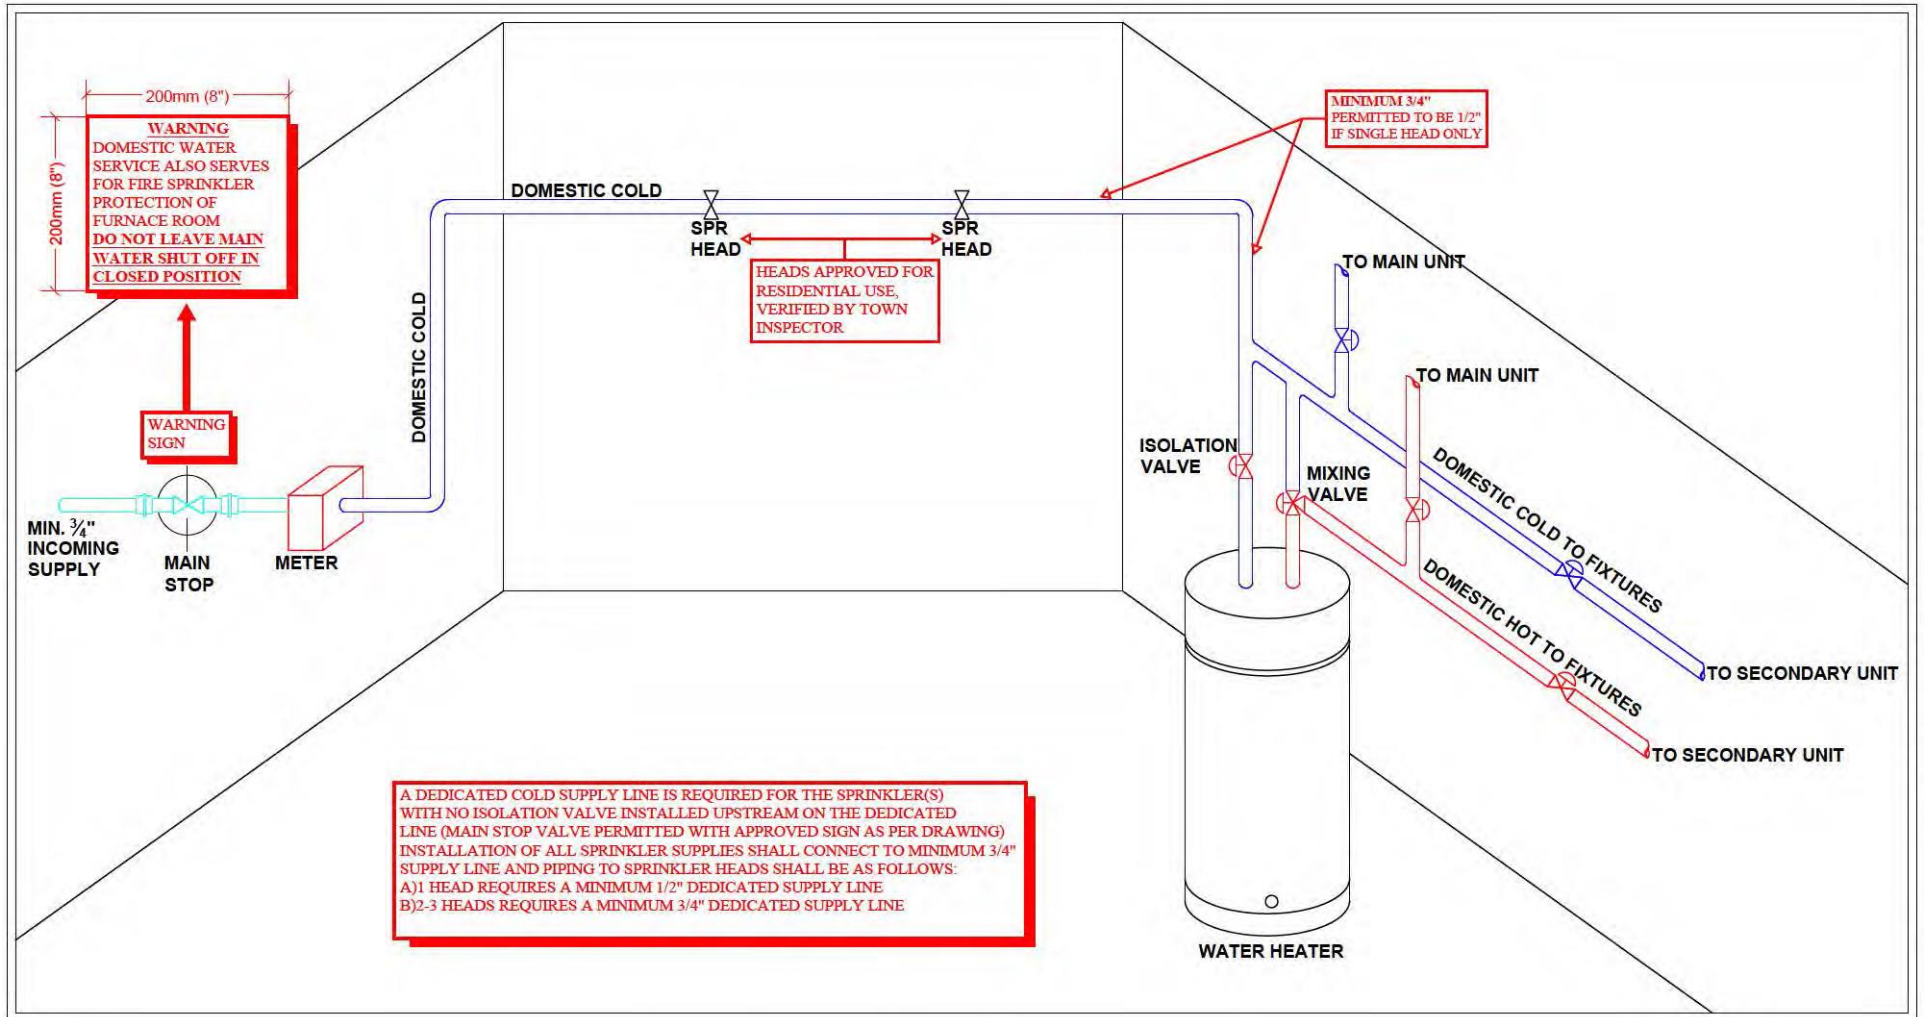 200mm (8")
200mm (8")
WARNING
DOMESTIC WATER
SERVICE ALSO SERVES
FOR FIRE SPRINKLER
PROTECTION OF
FURNACE ROOM
DO NOT LEAVE MAIN
WATER SHUT OFF IN
CLOSED POSITION
WARNING
SIGN
MIN. 3/4"
INCOMING
SUPPLY
MAIN
STOP
METER
DOMESTIC COLD
DOMESTIC COLD
SPR
HEAD
SPR
HEAD
HEADS APPROVED FOR
RESIDENTIAL USE,
VERIFIED BY TOWN
INSPECTOR
MINIMUM 3/4"
PERMITTED TO BE 1/2"
IF SINGLE HEAD ONLY
TO MAIN UNIT
TO MAIN UNIT
ISOLATION
VALVE
MIXING
VALVE
DOMESTIC COLD TO FIXTURES
DOMESTIC HOT TO FIXTURES
TO SECONDARY UNIT
TO SECONDARY UNIT
A DEDICATED COLD SUPPLY LINE IS REQUIRED FOR THE SPRINKLER(S)
WITH NO ISOLATION VALVE INSTALLED UPSTREAM ON THE DEDICATED
LINE (MAIN STOP VALVE PERMITTED WITH APPROVED SIGN AS PER DRAWING)
INSTALLATION OF ALL SPRINKLER SUPPLIES SHALL CONNECT TO MINIMUM 3/4"
SUPPLY LINE AND PIPING TO SPRINKLER HEADS SHALL BE AS FOLLOWS:
A)1 HEAD REQUIRES A MINIMUM 1/2" DEDICATED SUPPLY LINE
B)2-3 HEADS REQUIRES A MINIMUM 3/4" DEDICATED SUPPLY LINE
WATER HEATER